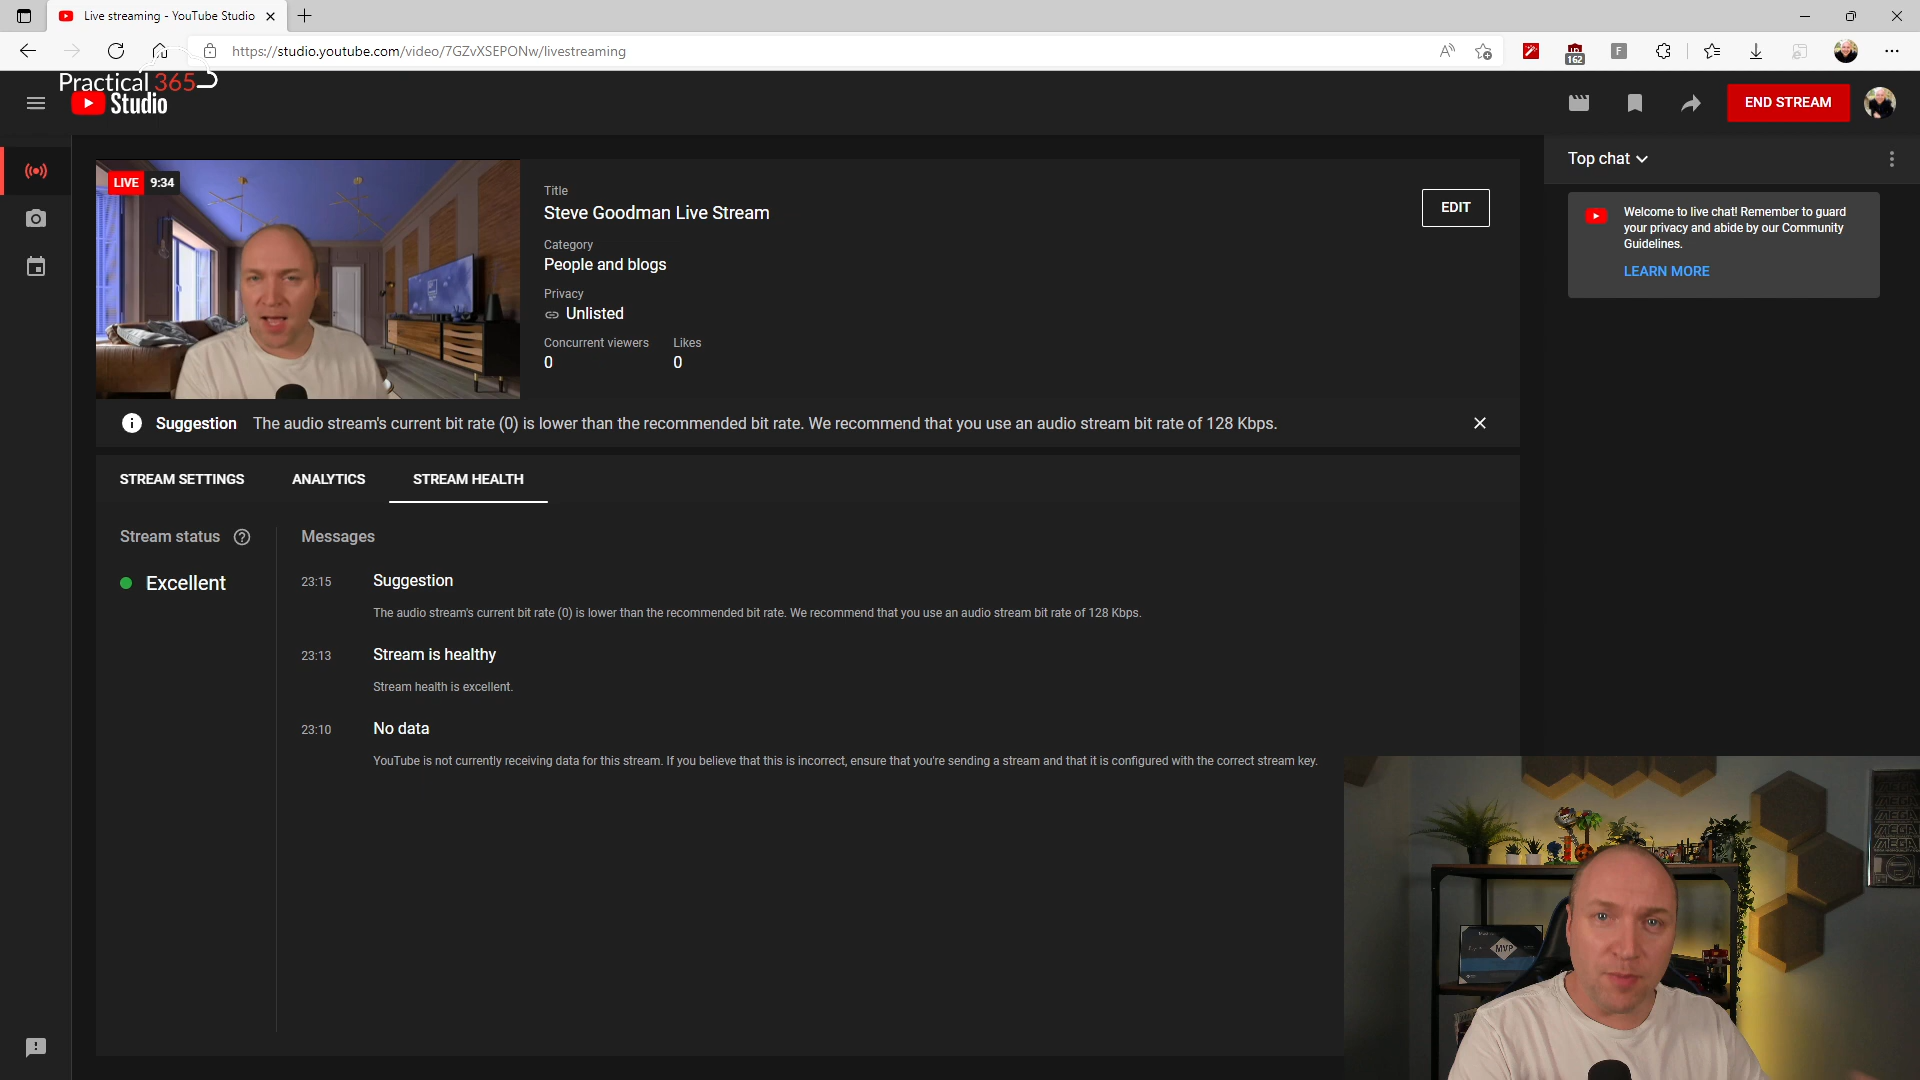 Live streaming - YouTube Studio
https://studio.youtube.com/video/7GZvXSEPONw/livestreaming
162
F
Practical 365
Studio
END STREAM
LIVE 9:34
Title
Steve Goodman Live Stream
EDIT
Category
People and blogs
Privacy
Unlisted
Concurrent viewers Likes
0 0
Top chat
Welcome to live chat! Remember to guard
your privacy and abide by our Community
Guidelines.
LEARN MORE
Suggestion The audio stream's current bit rate (0) is lower than the recommended bit rate. We recommend that you use an audio stream bit rate of 128 Kbps.
STREAM SETTINGS ANALYTICS STREAM HEALTH
Stream status
Excellent
Messages
23:15 Suggestion
The audio stream's current bit rate (0) is lower than the recommended bit rate. We recommend that you use an audio stream bit rate of 128 Kbps.
23:13 Stream is healthy
Stream health is excellent.
23:10 No data
YouTube is not currently receiving data for this stream. If you believe that this is incorrect, ensure that you're sending a stream and that it is configured with the correct stream key.
MVP
MEGA
MEGA
MEGA